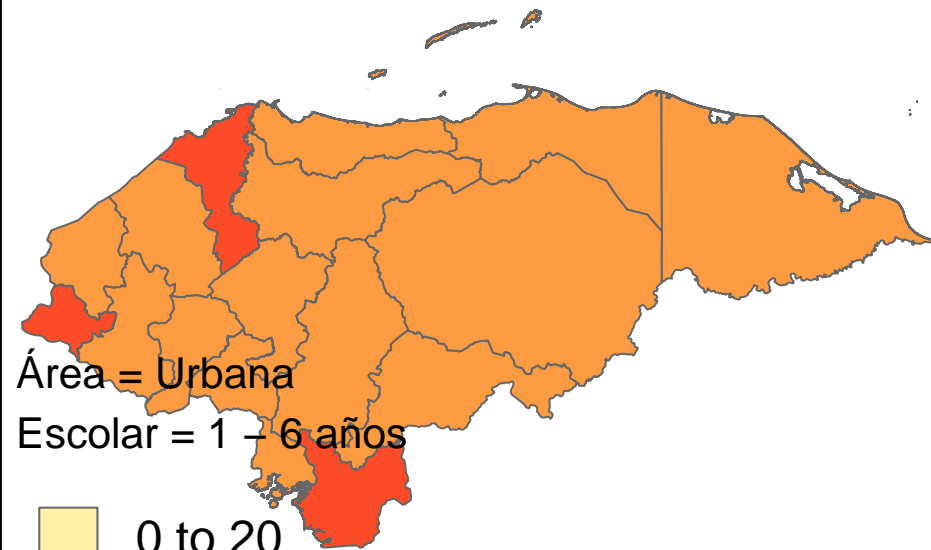 Área = Urbana
Escolar = 1 – 6 años
0 to 20